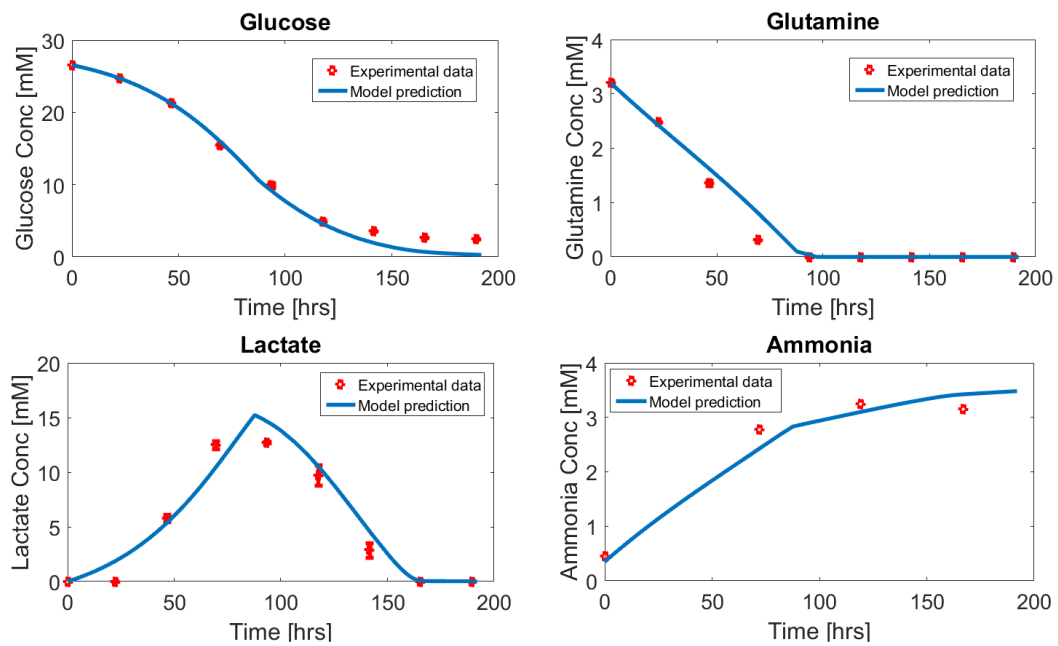 Glucose
Glucose Conc [mM]
30
20
10
0
0
50
100
150
200
Time [hrs]
Experimental data
Model prediction
Glutamine
Glutamine Conc [mM]
4
3
2
1
0
0
50
100
150
200
Time [hrs]
Experimental data
Model prediction
Lactate
Lactate Conc [mM]
20
15
10
5
0
0
50
100
150
200
Time [hrs]
Experimental data
Model prediction
Ammonia
Ammonia Conc [mM]
4
3
2
1
0
0
50
100
150
200
Time [hrs]
Experimental data
Model prediction